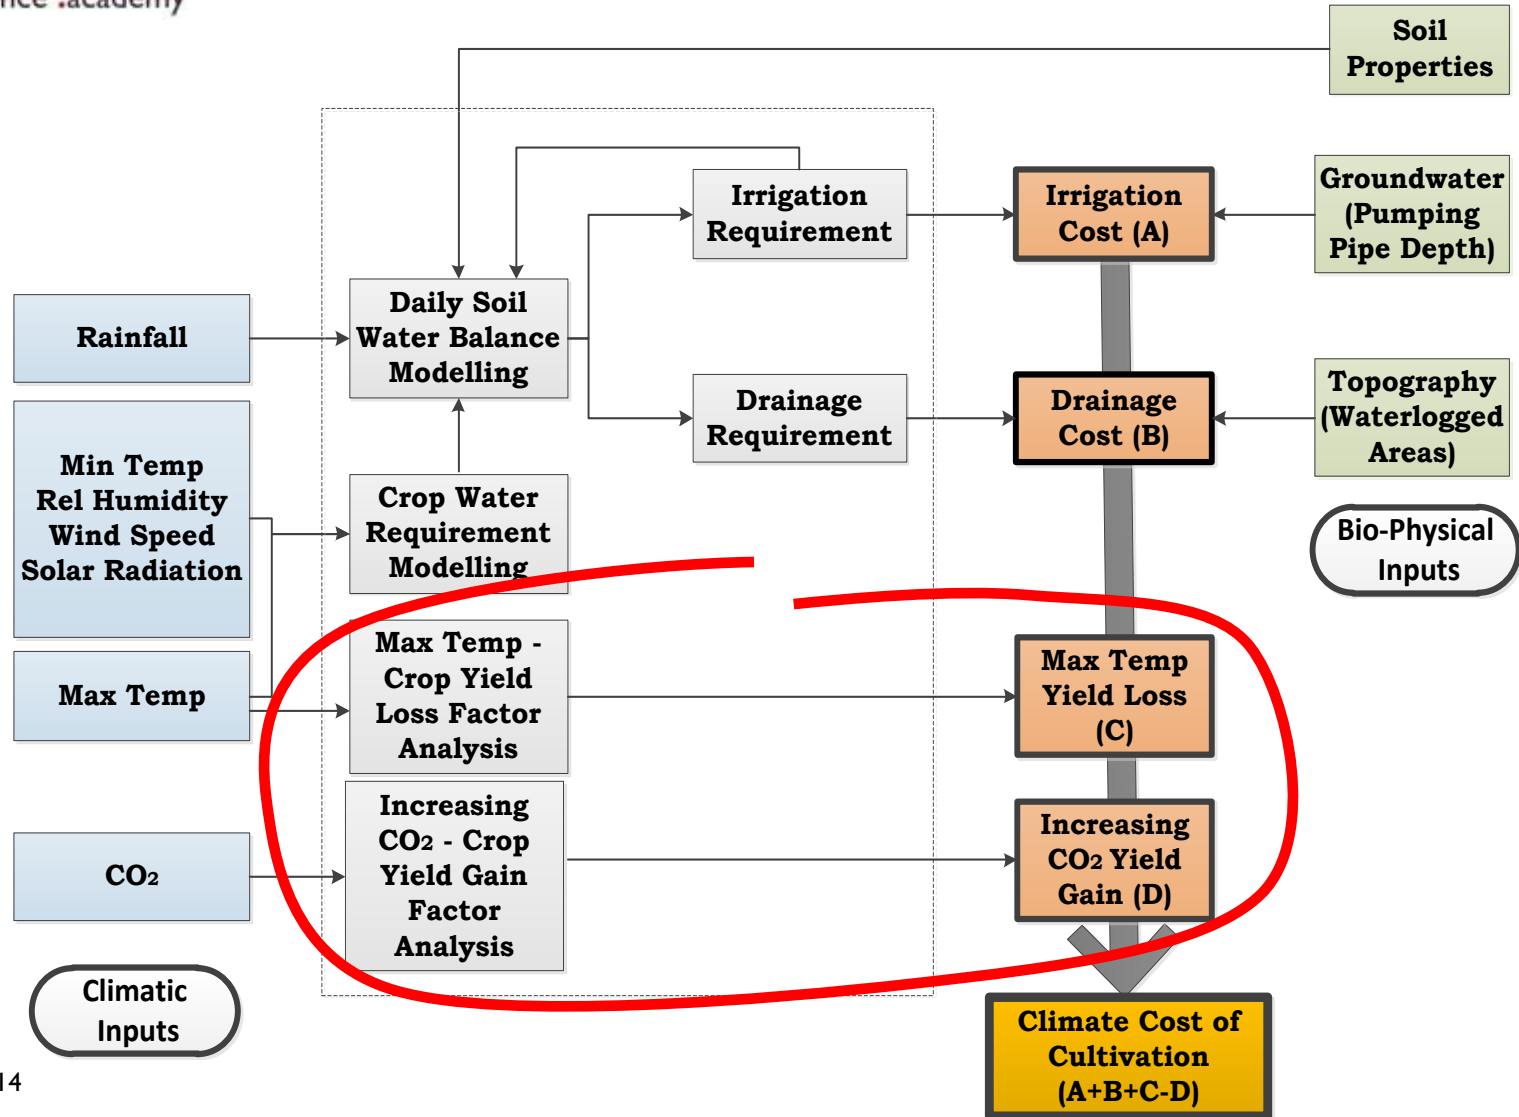 .academy
Soil
Properties
Irrigation
Requirement
Irrigation
Cost (A)
Groundwater
(Pumping
Pipe Depth)
Rainfall
Daily Soil
Water Balance
Modelling
Drainage
Requirement
Drainage
Cost (B)
Topography
(Waterlogged
Areas)
Min Temp
Rel Humidity
Wind Speed
Solar Radiation
Crop Water
Requirement
Modelling
Bio-Physical
Inputs
Max Temp
Max Temp -
Crop Yield
Loss Factor
Analysis
Max Temp
Yield Loss
(C)
CO2
Increasing
CO2 - Crop
Yield Gain
Factor
Analysis
Increasing
CO2 Yield
Gain (D)
Climatic
Inputs
Climate Cost of
Cultivation
(A+B+C-D)
14